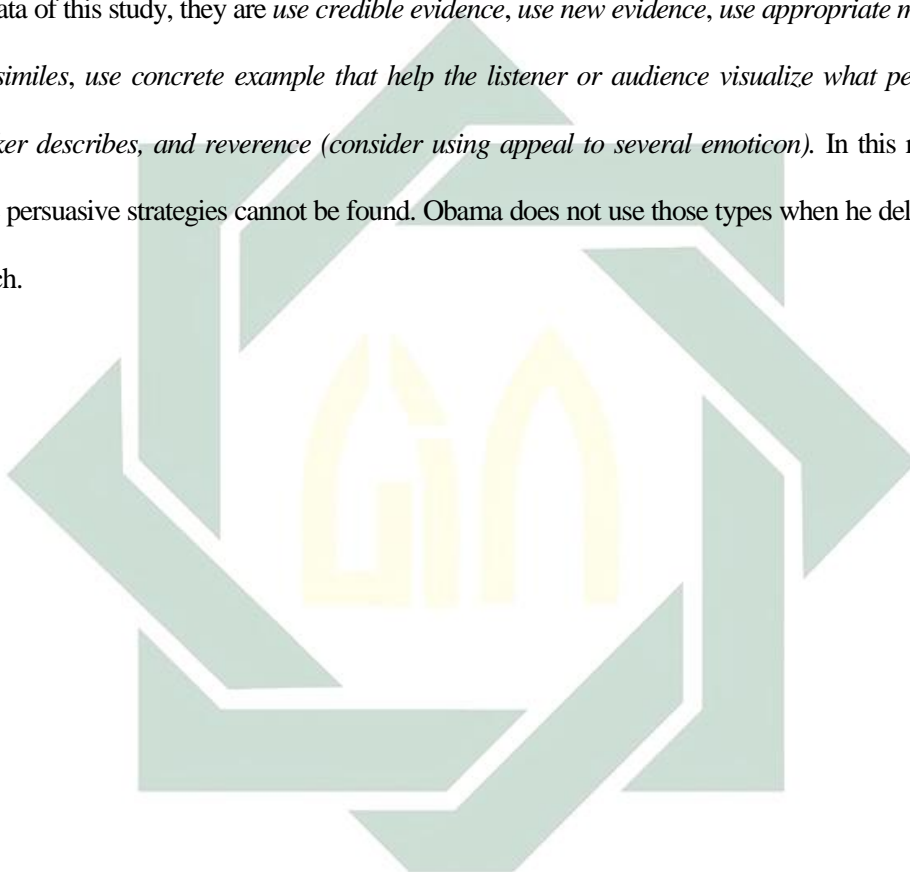 ata of this study, they are use credible evidence, use new evidence, use appropriate m
similes, use concrete example that help the listener or audience visualize what pe
ker describes, and reverence (consider using appeal to several emoticon). In this r
persuasive strategies cannot be found. Obama does not use those types when he del
ch.